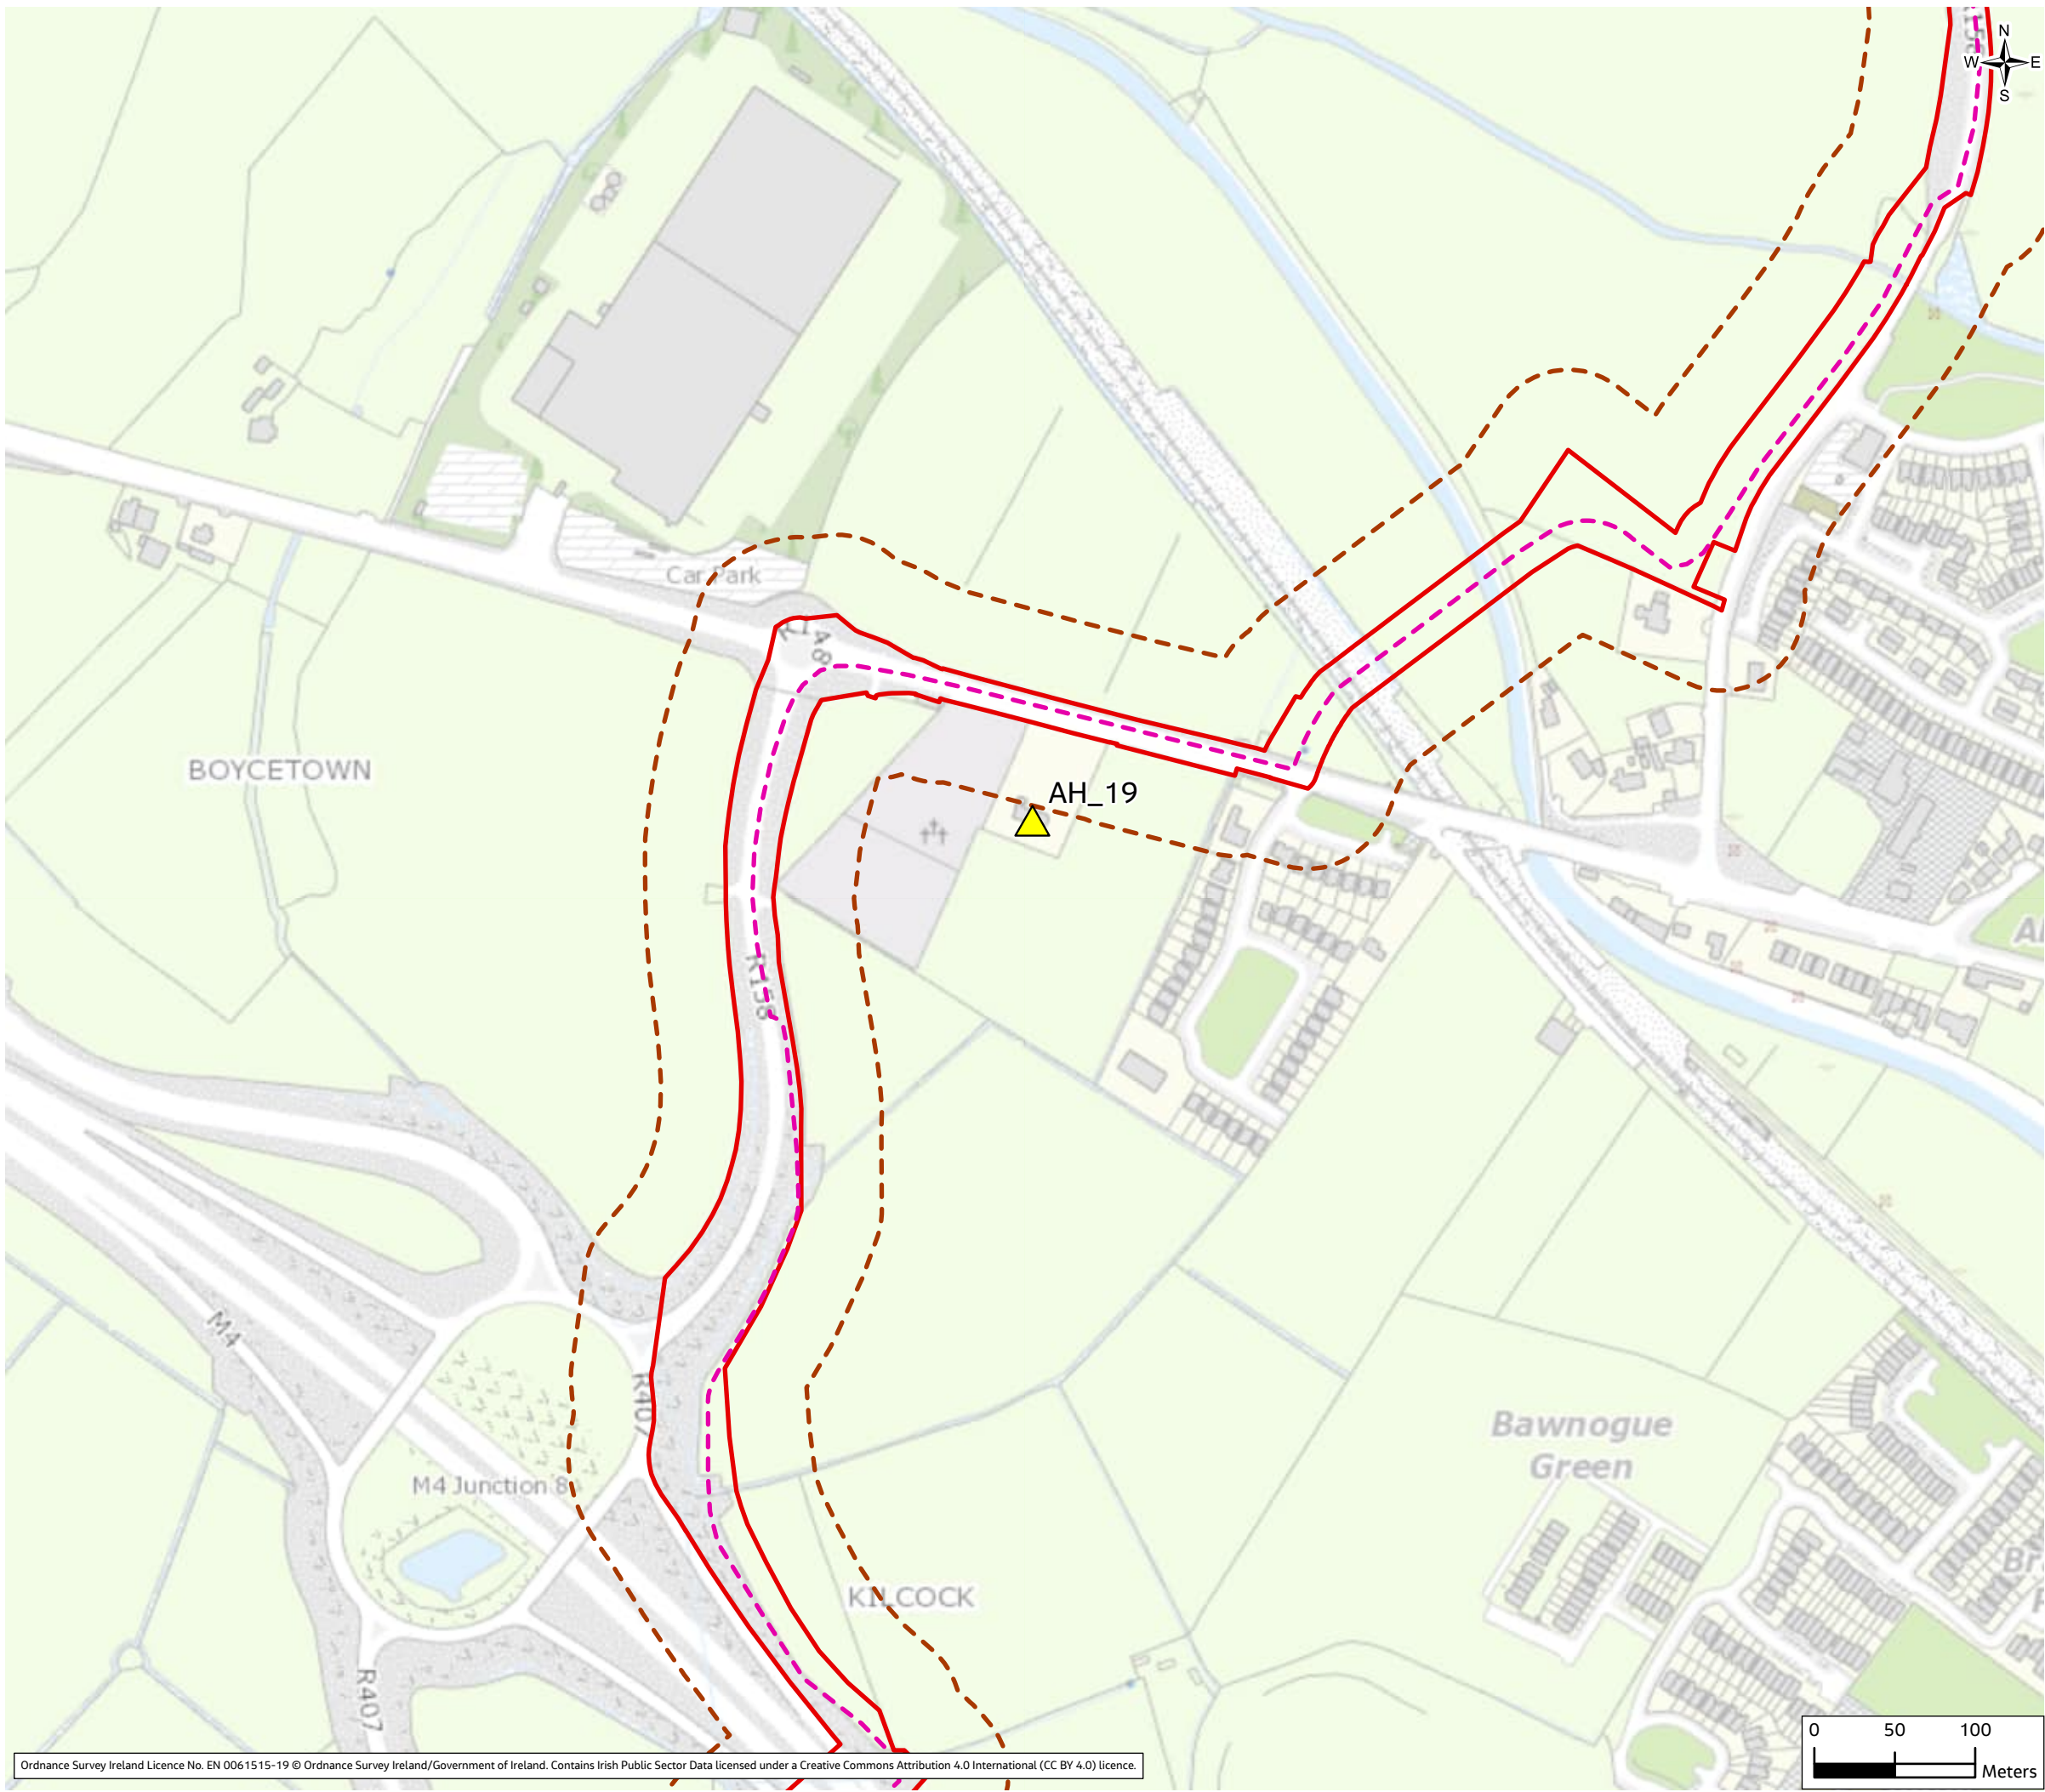 N
W E
S
Car Park
R148
AH_19
BOYCETOWN
R158
M4
R407
M4 Junction 8
Bawnogue
Green
KILCOCK
R407
0 50 100
Meters
Ordnance Survey Ireland Licence No. EN 0061515-19 © Ordnance Survey Ireland/Government of Ireland. Contains Irish Public Sector Data licensed under a Creative Commons Attribution 4.0 International (CC BY 4.0) licence.